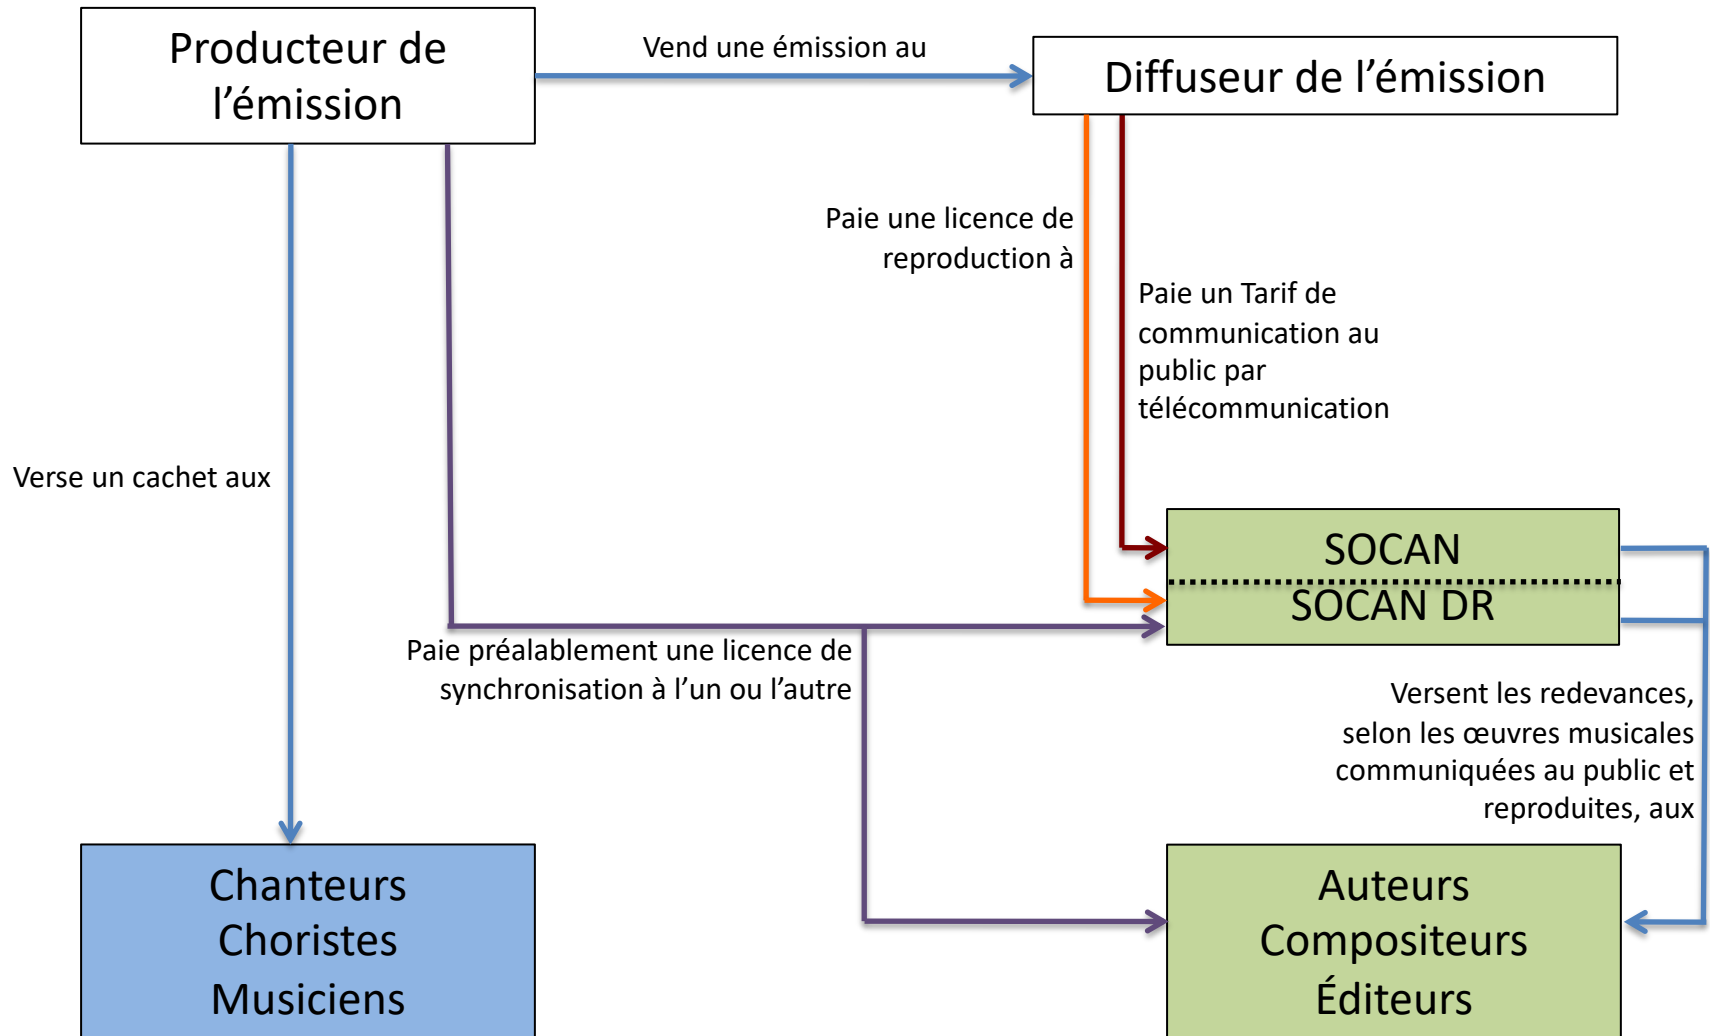 Producteur de
l’émission
Vend une émission au
Diffuseur de l’émission
Paie une licence de
reproduction à
Paie un Tarif de
communication au
public par
télécommunication
Verse un cachet aux
SOCAN
SOCAN DR
Paie préalablement une licence de
synchronisation à l’un ou l’autre
Versent les redevances,
selon les œuvres musicales
communiquées au public et
reproduites, aux
Chanteurs
Choristes
Musiciens
Auteurs
Compositeurs
Éditeurs